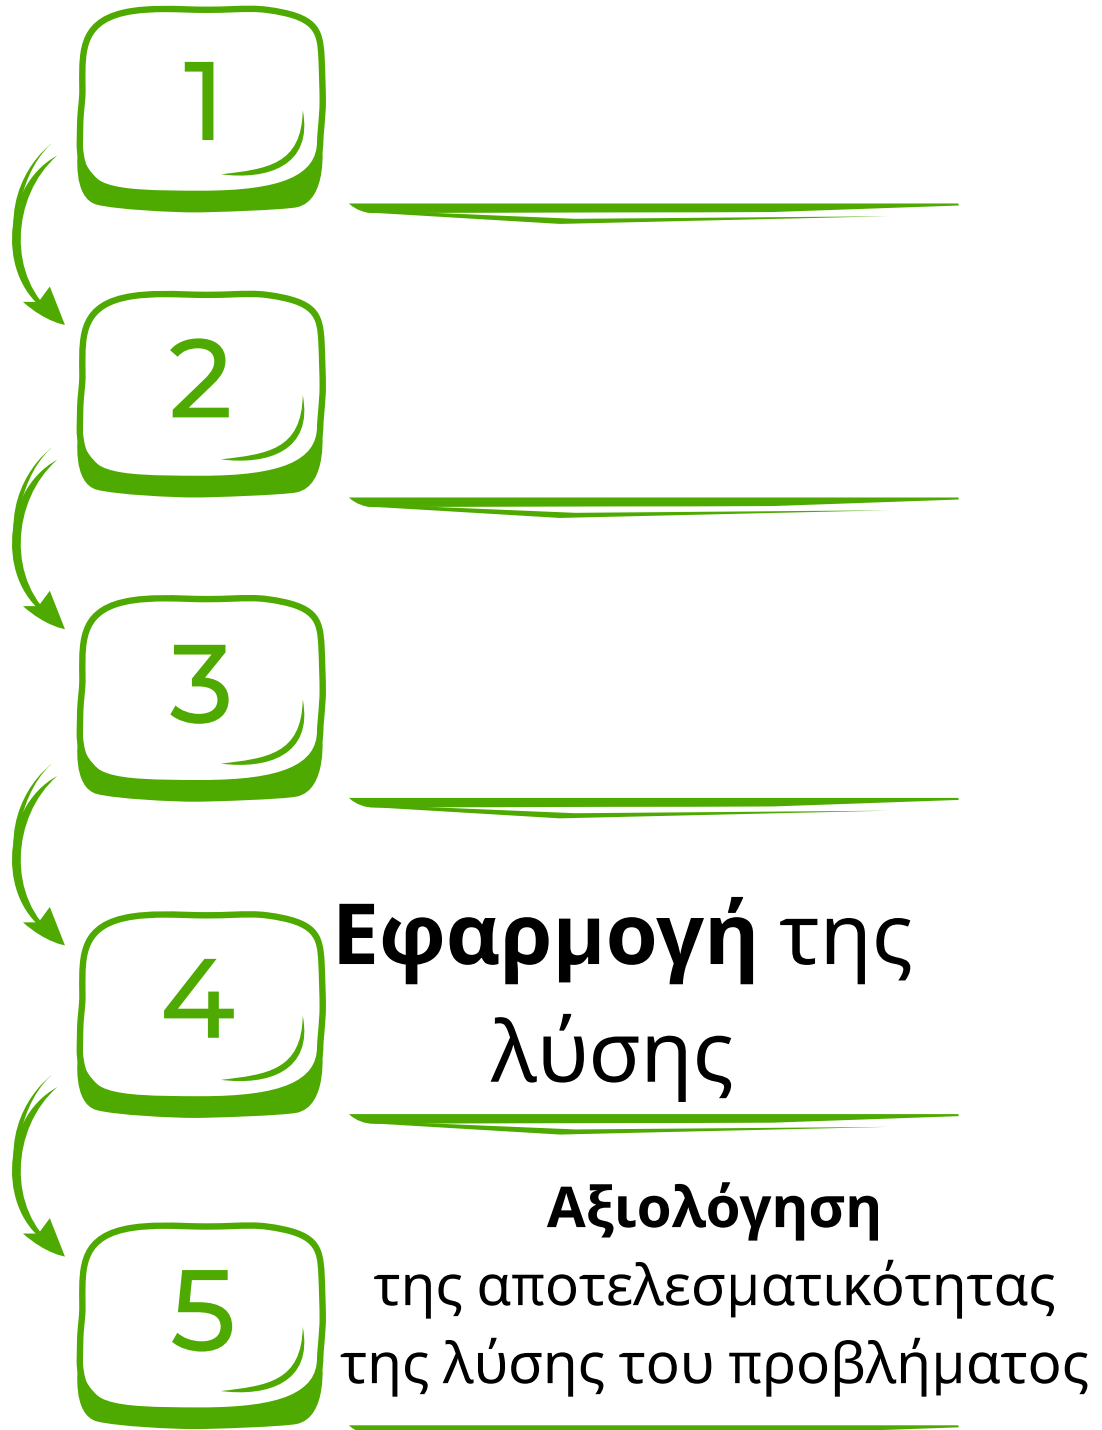 1
2
3
4
Εφαρμογή της
λύσης
5
Αξιολόγηση
της αποτελεσματικότητας
της λύσης του προβλήματος